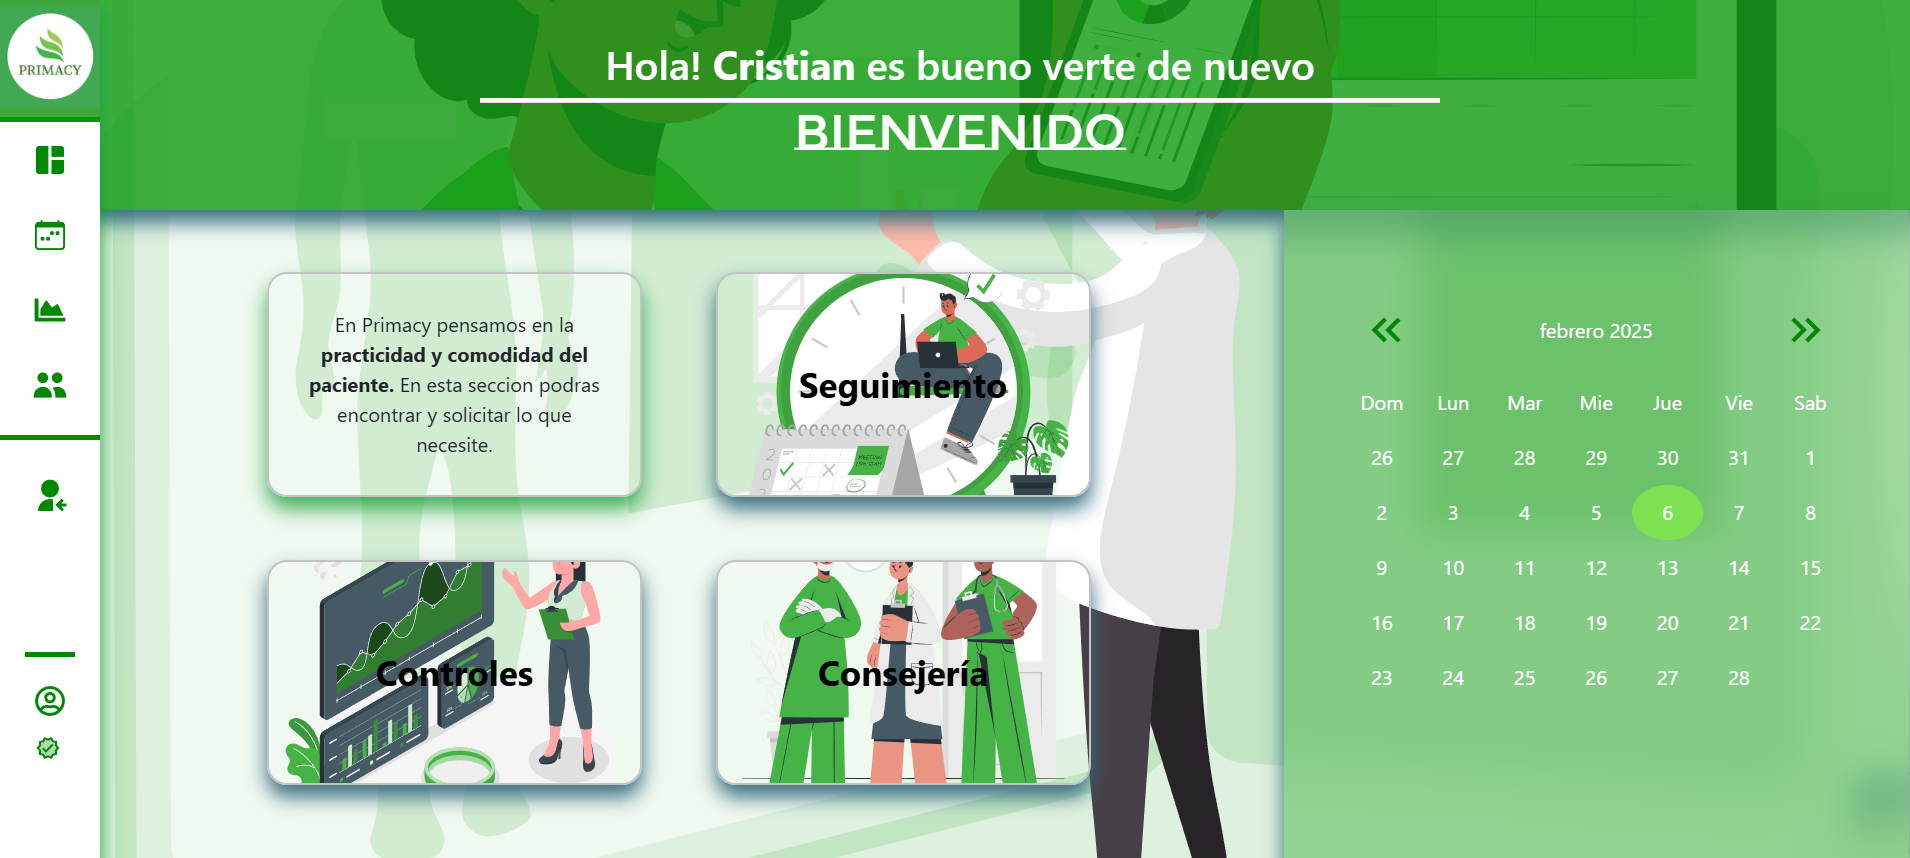 PRIMACY
Hola! Cristian es bueno verte de nuevo
BIENVENIDO
En Primacy pensamos en la
practicidad y comodidad del
paciente. En esta seccion podras
encontrar y solicitar lo que
necesite.
Seguimiento
MEETING
Controles
Consejería
febrero 2025
Dom Lun Mar Mie Jue Vie Sab
26 27 28 29 30 31 1
2 3 4 5 6 7 8
9 10 11 12 13 14 15
16 17 18 19 20 21 22
23 24 25 26 27 28